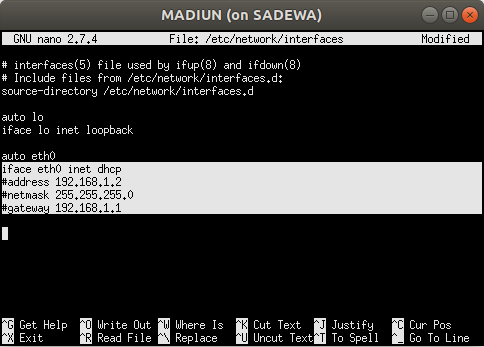 MADIUN (on SADEWA)
GNU nano 2.7.4 File: /etc/network/interfaces Modified
# interfaces(5) file used by ifup(8) and ifdown(8)
# Include files from /etc/network/interfaces.d:
source-directory /etc/network/interfaces.d
auto lo
iface lo inet loopback
auto eth0
iface eth0 inet dhcp
#address 192.168.1.2
#netmask 255.255.255.0
#gateway 192.168.1.1
^G Get Help ^O Write Out ^W Where Is ^K Cut Text ^J Justify ^C Cur Pos
^X Exit ^R Read File ^\ Replace ^U Uncut Text ^T To Spell ^_ Go To Line